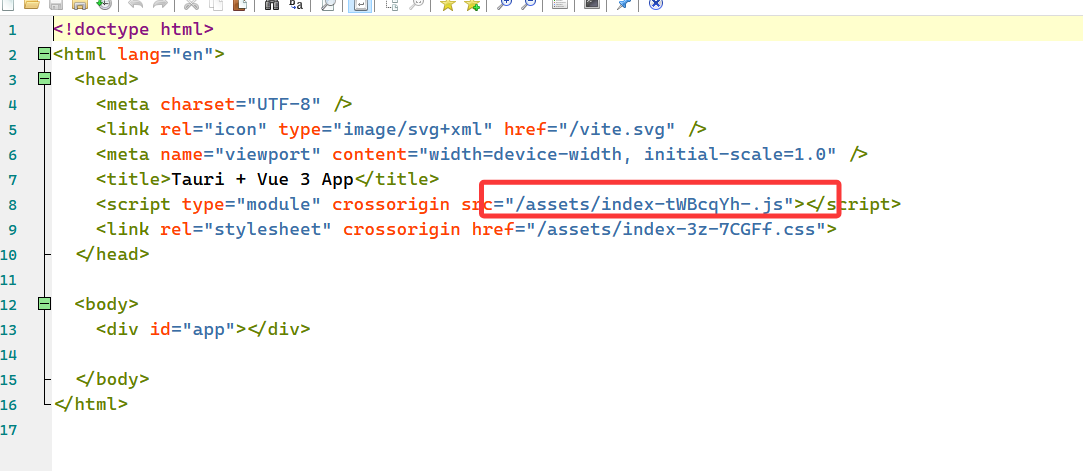 1 <!doctype html>
2 <html lang="en">
3 <head>
4 <meta charset="UTF-8" />
5 <link rel="icon" type="image/svg+xml" href="/vite.svg" />
6 <meta name="viewport" content="width=device-width, initial-scale=1.0" />
7 <title>Tauri + Vue 3 App</title>
8 <script type="module" crossorigin src="/assets/index-tWBcqYh-.js"></script>
9 <link rel="stylesheet" crossorigin href="/assets/index-3z-7CGFf.css">
10 </head>
11
12 <body>
13 <div id="app"></div>
14
15 </body>
16 </html>
17